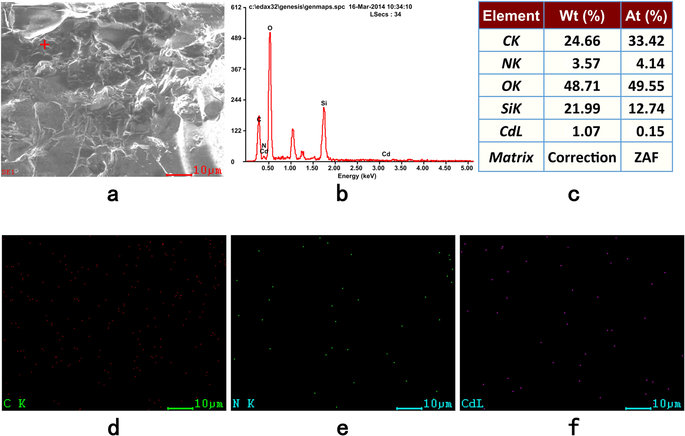 c:\edax32\genesis\genmaps.spc 16-Mar-2014 10:34:10
LSecs : 34
612
489
367
244
122
0
O
C
N
Cd
Si
Cd
0.50 1.00 1.50 2.00 2.50 3.00 3.50 4.00 4.50 5.00
Energy (keV)
10µm
a
b
Element Wt (%) At (%)
CK 24.66 33.42
NK 3.57 4.14
OK 48.71 49.55
SiK 21.99 12.74
CdL 1.07 0.15
Matrix Correction ZAF
c
C K 10µm
N K 10µm
CdL 10µm
d
e
f